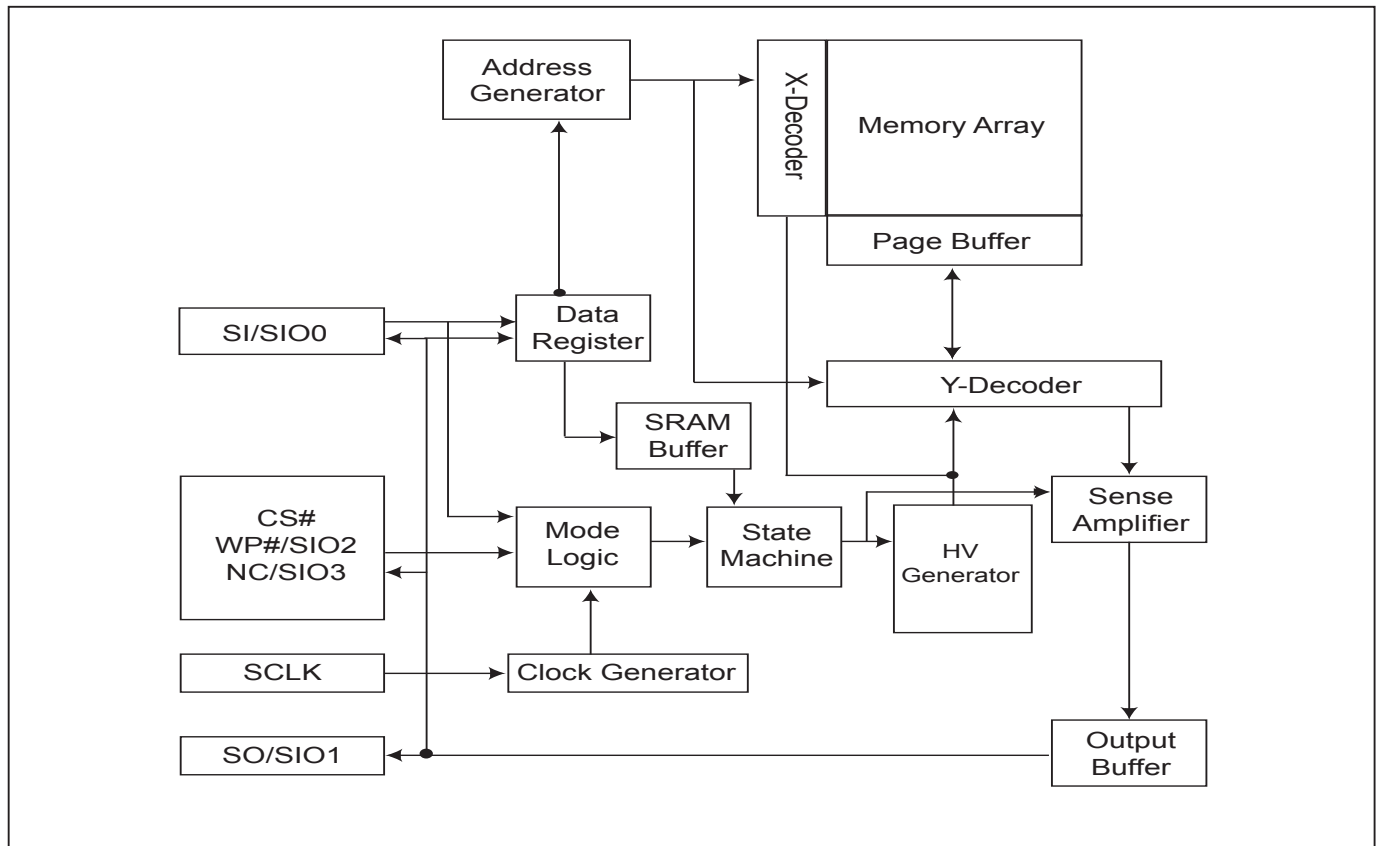 Address
Generator
X-Decoder
Memory Array
Page Buffer
SI/SIO0
Data
Register
Y-Decoder
SRAM
Buffer
CS#
WP#/SIO2
NC/SIO3
Mode
Logic
State
Machine
HV
Generator
Sense
Amplifier
SCLK
Clock Generator
SO/SIO1
Output
Buffer